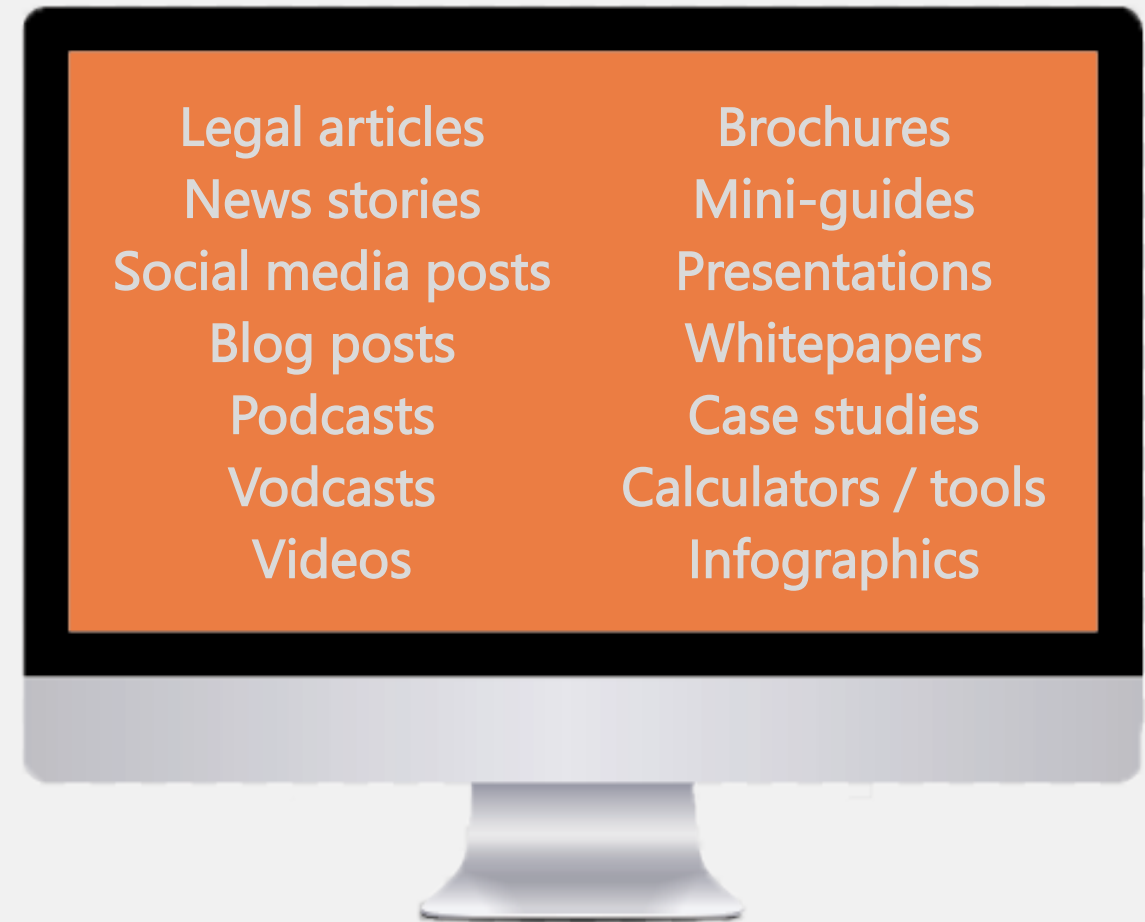 Legal articles
News stories
Social media posts
Blog posts
Podcasts
Vodcasts
Videos
Brochures
Mini-guides
Presentations
Whitepapers
Case studies
Calculators / tools
Infographics